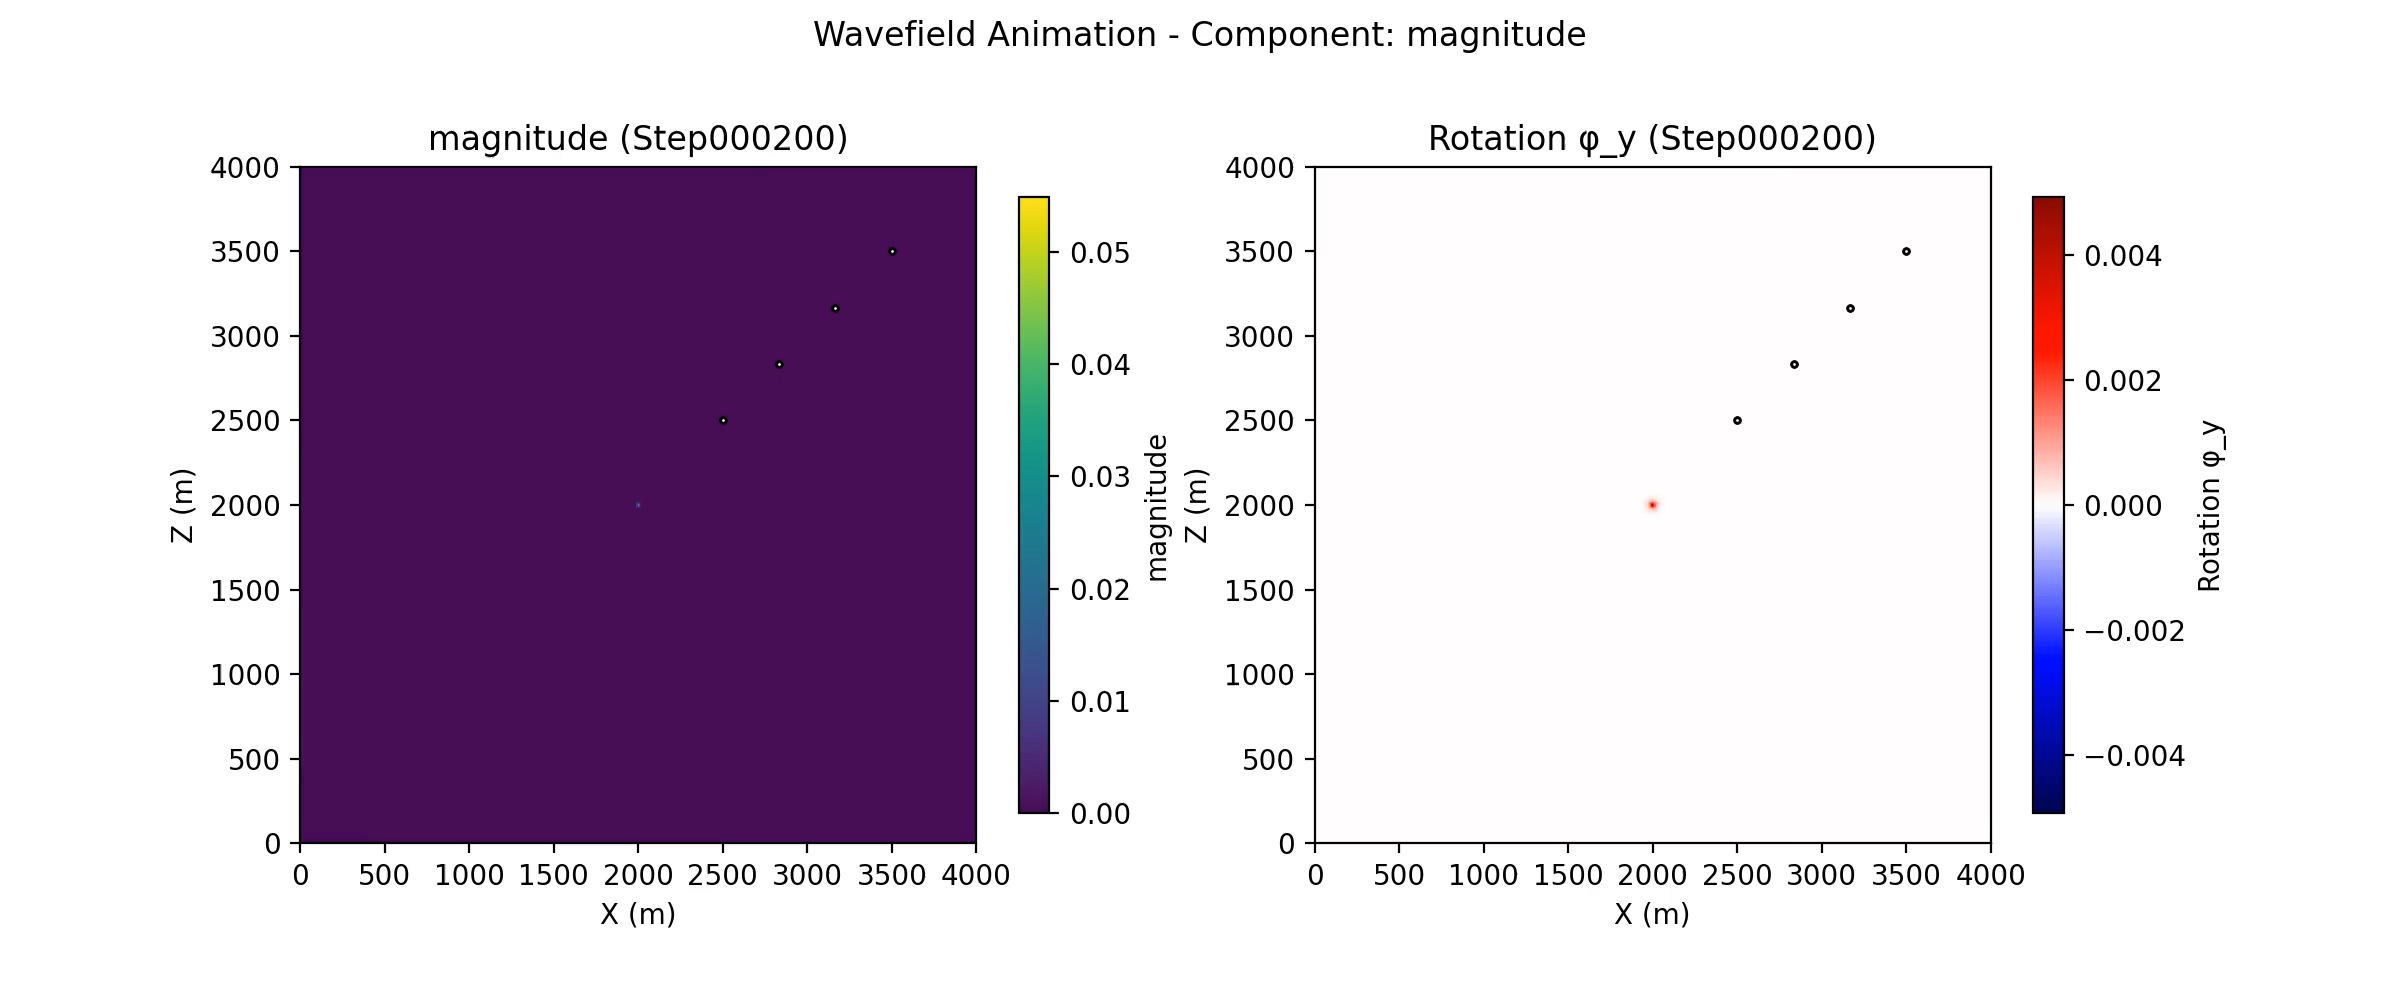 Wavefield Animation - Component: magnitude
magnitude (Step000200)
4000
3500
3000
2500
2000
1500
1000
500
0
Z (m)
0 500 1000 1500 2000 2500 3000 3500 4000
X (m)
0.05
0.04
0.03
0.02
0.01
0.00
magnitude
Rotation φ_y (Step000200)
4000
3500
3000
2500
2000
1500
1000
500
0
Z (m)
0 500 1000 1500 2000 2500 3000 3500 4000
X (m)
0.004
0.002
0.000
−0.002
−0.004
Rotation φ_y